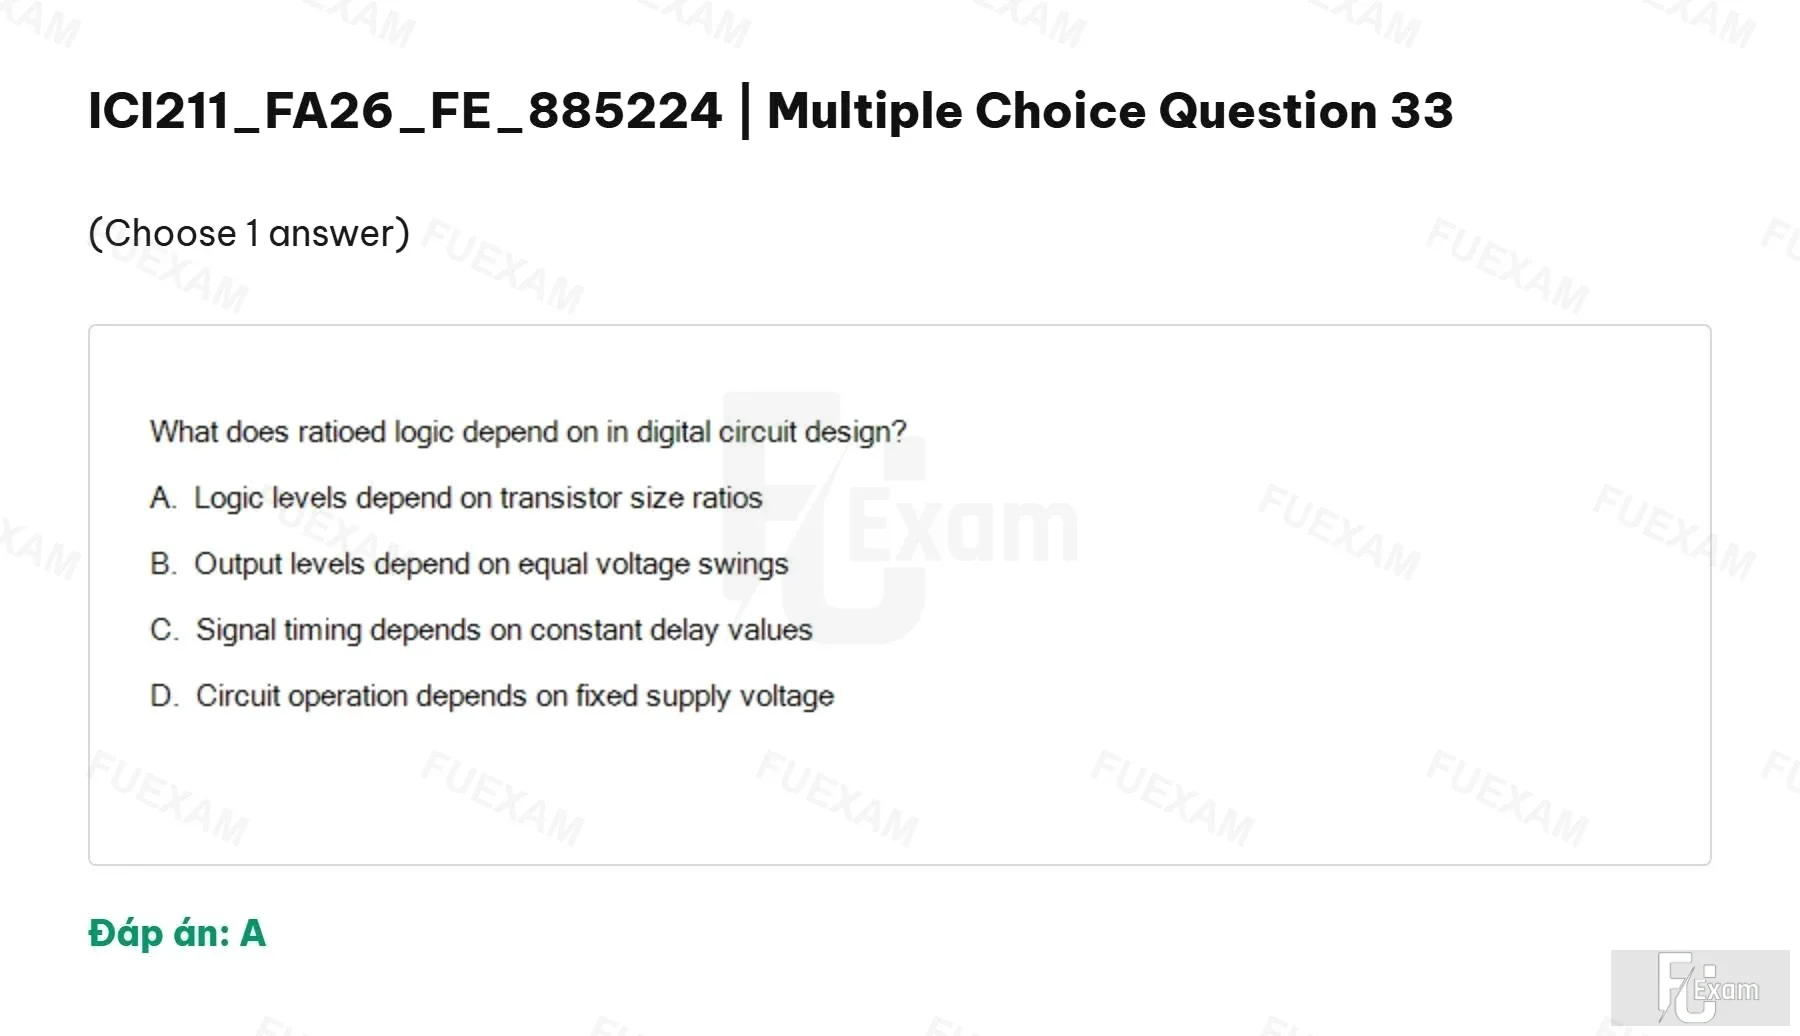 ICI211_FA26_FE_885224 | Multiple Choice Question 33
(Choose 1 answer)
What does ratioed logic depend on in digital circuit design?
A. Logic levels depend on transistor size ratios
B. Output levels depend on equal voltage swings
C. Signal timing depends on constant delay values
D. Circuit operation depends on fixed supply voltage
Đáp án: A
FUExam